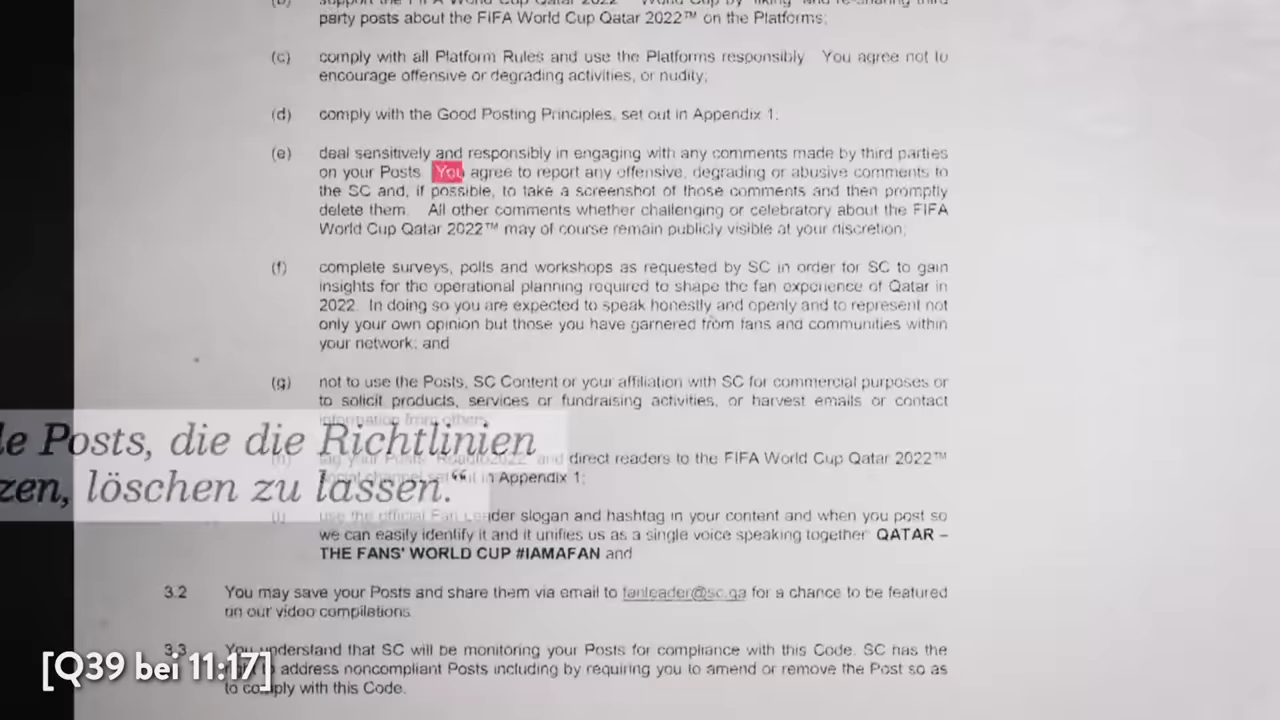 party posts about the FIFA World Cup Qatar 2022™ on the Platforms;
(c) comply with all Platform Rules and use the Platforms responsibly You agree not to
encourage offensive or degrading activities, or nudity;
(d) comply with the Good Posting Principles, set out in Appendix 1;
(e) deal sensitively and responsibly in engaging with any comments made by third parties
on your Posts. You agree to report any offensive, degrading or abusive comments to
the SC and, if possible, to take a screenshot of those comments and then promptly
delete them. All other comments whether challenging or celebratory about the FIFA
World Cup Qatar 2022™ may of course remain publicly visible at your discretion;
(f) complete surveys, polls and workshops as requested by SC in order for SC to gain
insights for the operational planning required to shape the fan experience of Qatar in
2022. In doing so you are expected to speak honestly and openly and to represent not
only your own opinion but those you have garnered from fans and communities within
your network; and
(g) not to use the Posts, SC Content or your affiliation with SC for commercial purposes or
to solicit products, services or fundraising activities, or harvest emails or contact
information from others;
le Posts, die die Richtlinien
zen, löschen zu lassen.“
your Posts and direct readers to the FIFA World Cup Qatar 2022™
in Appendix 1;
(i) use the official Fan Leader slogan and hashtag in your content and when you post so
we can easily identify it and it unifies us as a single voice speaking together QATAR –
THE FANS' WORLD CUP #IAMAFAN and
3.2 You may save your Posts and share them via email to fanleader@sc.qa for a chance to be featured
on our video compilations
3.3 You understand that SC will be monitoring your Posts for compliance with this Code. SC has the
address noncompliant Posts including by requiring you to amend or remove the Post so as
to comply with this Code.
[Q39 bei 11:17]